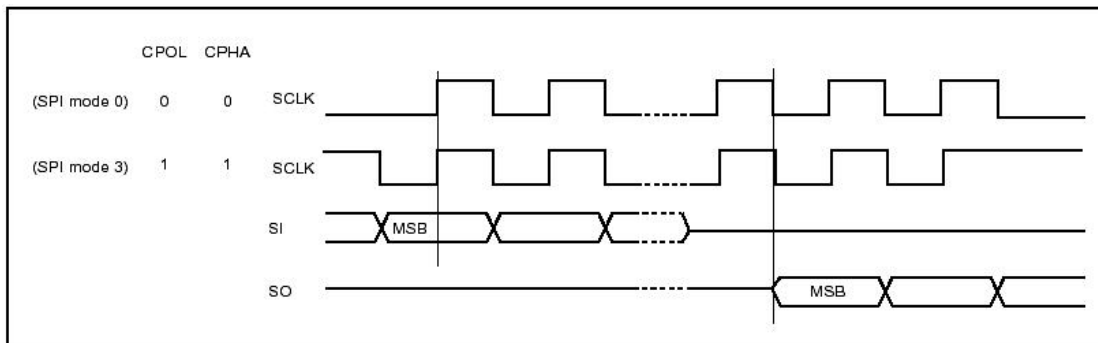 CPOL CPHA
(SPI mode 0) 0 0 SCLK
(SPI mode 3) 1 1 SCLK
SI MSB
SO MSB